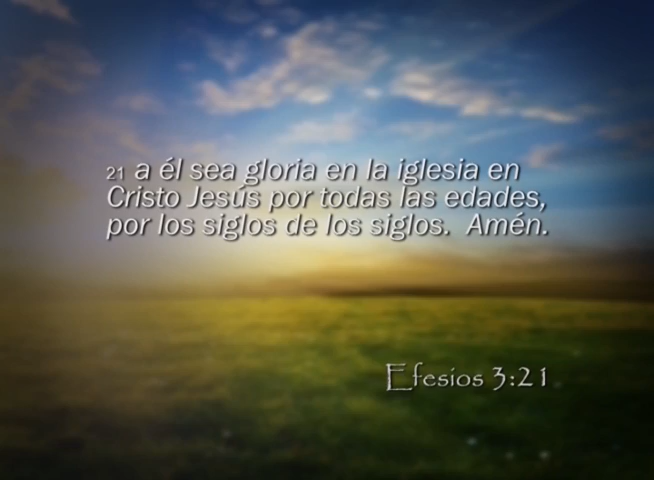 21 a él sea gloria en la iglesia en
Cristo Jesús por todas las edades,
por los siglos de los siglos.  Amén.
Efesios 3:21